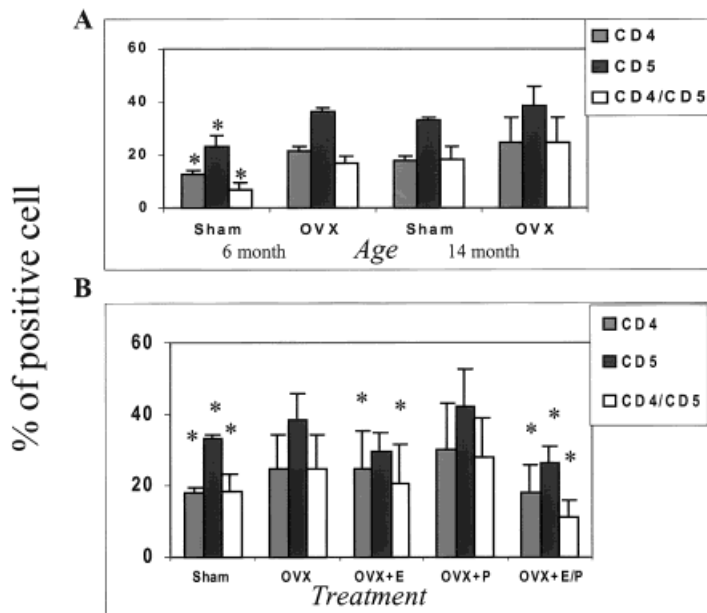 A
60
40
20
0
* * *
CD4
CD5
CD4/CD5
Sham OVX Sham OVX
6 month Age 14 month
% of positive cell
B
60
40
20
0
* * * * * * * *
CD4
CD5
CD4/CD5
Sham OVX OVX+E OVX+P OVX+E/P
Treatment